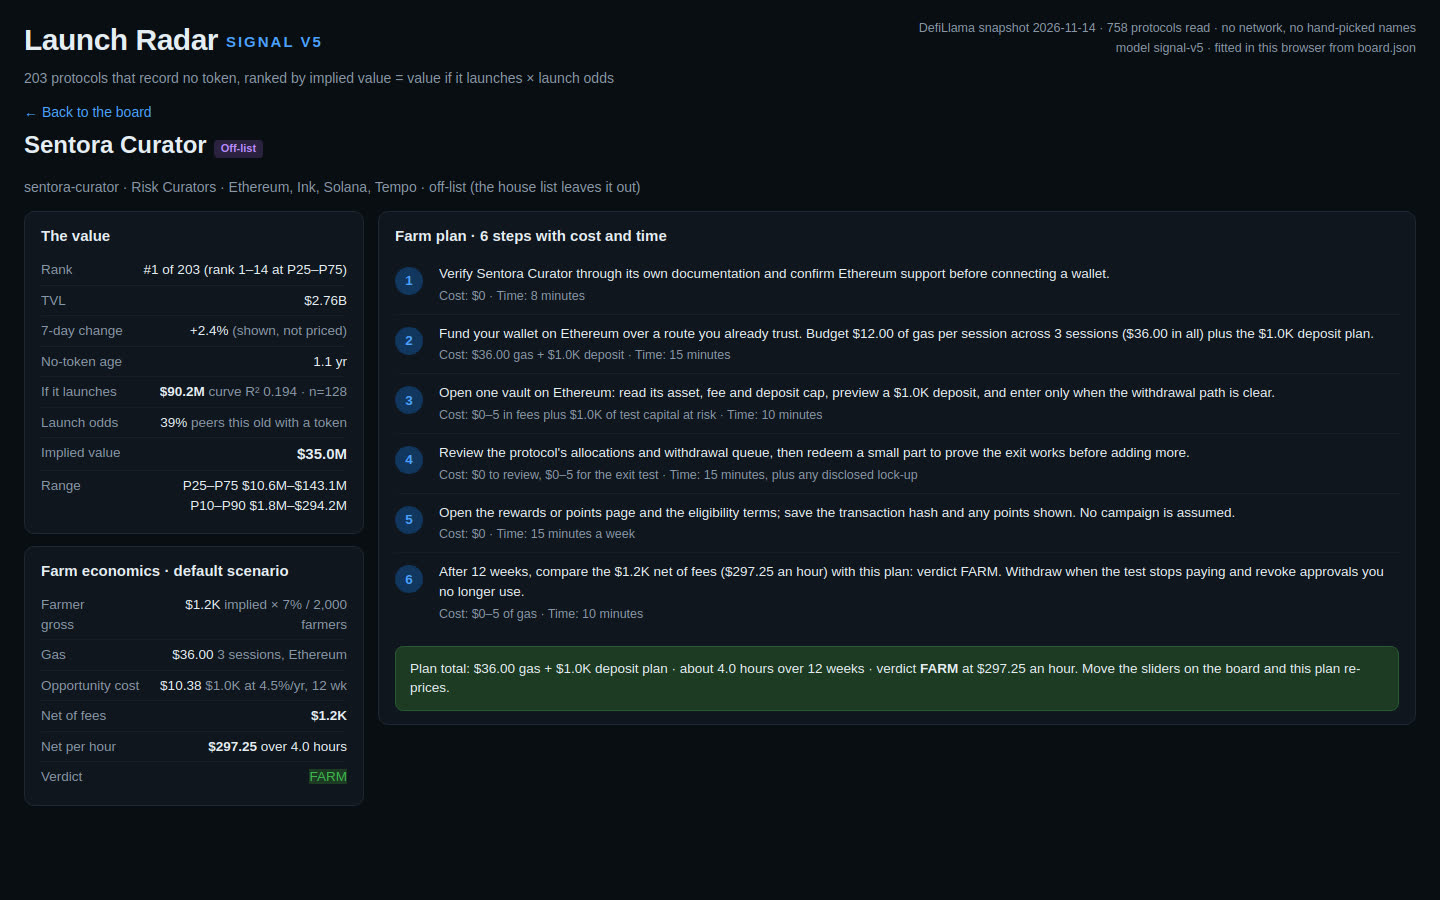 Launch Radar SIGNAL V5
DefiLlama snapshot 2026-11-14 · 758 protocols read · no network, no hand-picked names
model signal-v5 · fitted in this browser from board.json
203 protocols that record no token, ranked by implied value = value if it launches × launch odds
← Back to the board
Sentora Curator Off-list
sentora-curator · Risk Curators · Ethereum, Ink, Solana, Tempo · off-list (the house list leaves it out)
The value
Rank #1 of 203 (rank 1–14 at P25–P75)
TVL $2.76B
7-day change +2.4% (shown, not priced)
No-token age 1.1 yr
If it launches $90.2M curve R² 0.194 · n=128
Launch odds 39% peers this old with a token
Implied value $35.0M
Range P25–P75 $10.6M–$143.1M
P10–P90 $1.8M–$294.2M
Farm economics · default scenario
Farmer gross $1.2K implied × 7% / 2,000 farmers
Gas $36.00 3 sessions, Ethereum
Opportunity cost $10.38 $1.0K at 4.5%/yr, 12 wk
Net of fees $1.2K
Net per hour $297.25 over 4.0 hours
Verdict FARM
Farm plan · 6 steps with cost and time
1 Verify Sentora Curator through its own documentation and confirm Ethereum support before connecting a wallet.
Cost: $0 · Time: 8 minutes
2 Fund your wallet on Ethereum over a route you already trust. Budget $12.00 of gas per session across 3 sessions ($36.00 in all) plus the $1.0K deposit plan.
Cost: $36.00 gas + $1.0K deposit · Time: 15 minutes
3 Open one vault on Ethereum: read its asset, fee and deposit cap, preview a $1.0K deposit, and enter only when the withdrawal path is clear.
Cost: $0–5 in fees plus $1.0K of test capital at risk · Time: 10 minutes
4 Review the protocol's allocations and withdrawal queue, then redeem a small part to prove the exit works before adding more.
Cost: $0 to review, $0–5 for the exit test · Time: 15 minutes, plus any disclosed lock-up
5 Open the rewards or points page and the eligibility terms; save the transaction hash and any points shown. No campaign is assumed.
Cost: $0 · Time: 15 minutes a week
6 After 12 weeks, compare the $1.2K net of fees ($297.25 an hour) with this plan: verdict FARM. Withdraw when the test stops paying and revoke approvals you
no longer use.
Cost: $0–5 of gas · Time: 10 minutes
Plan total: $36.00 gas + $1.0K deposit plan · about 4.0 hours over 12 weeks · verdict FARM at $297.25 an hour. Move the sliders on the board and this plan re-
prices.